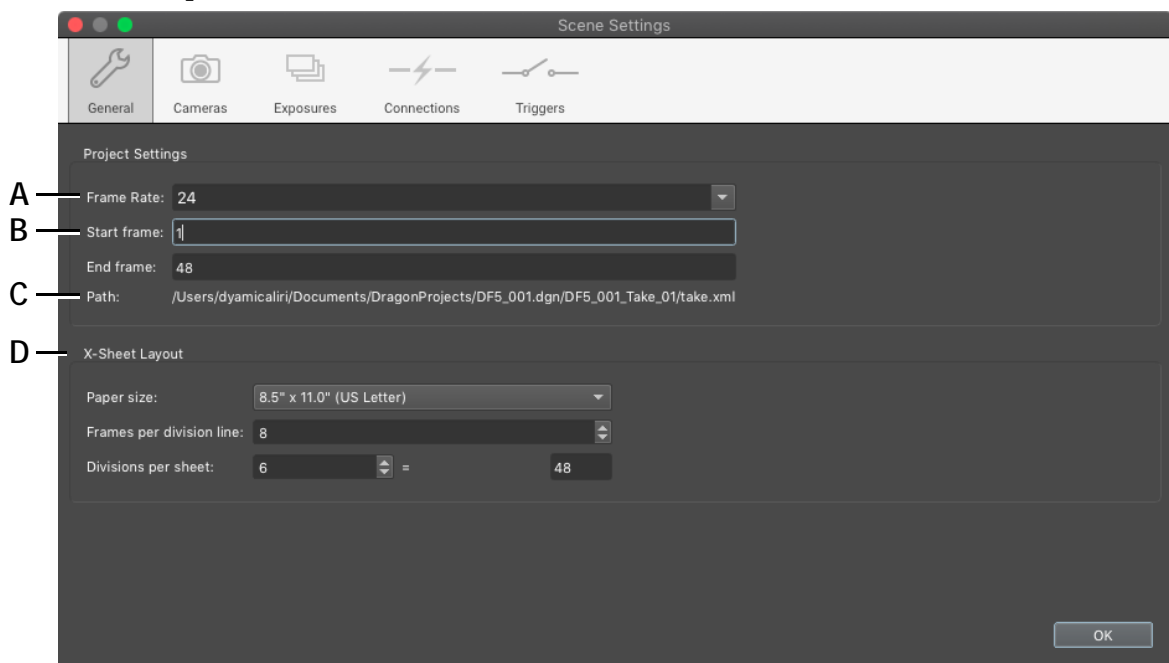 Scene Settings
General Cameras Exposures Connections Triggers
Project Settings
A Frame Rate: 24
B Start frame: 1
End frame: 48
C Path: /Users/dyamicaliri/Documents/DragonProjects/DF5_001.dgn/DF5_001_Take_01/take.xml
D X-Sheet Layout
Paper size: 8.5" x 11.0" (US Letter)
Frames per division line: 8
Divisions per sheet: 6 = 48
OK